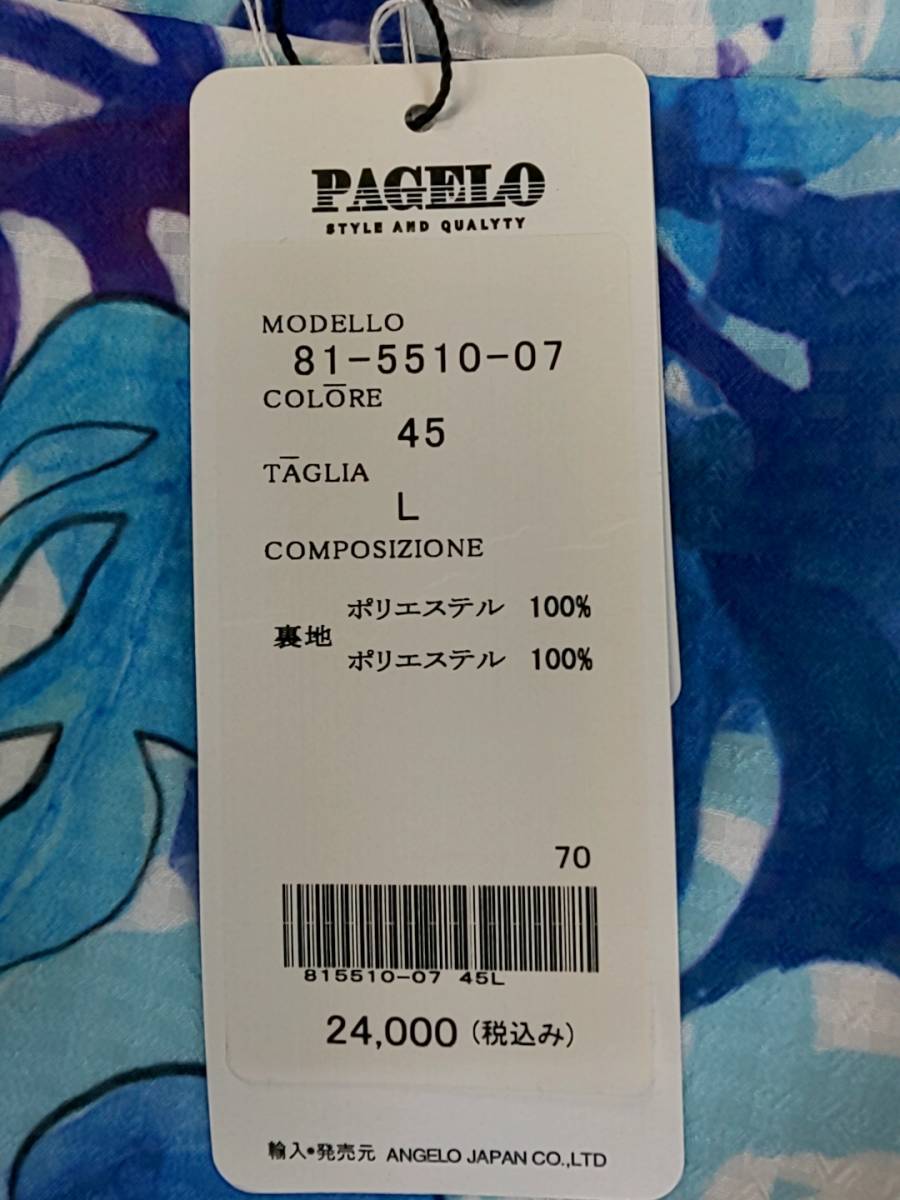 PAGELO
STYLE AND QUALYTY
MODELLO
81-5510-07
COLORE
45
TAGLIA
L
COMPOSIZIONE
ポリエステル 100%
裏地
ポリエステル 100%
70
815510-07 45L
24,000 (税込み)
輸入•発売元 ANGELO JAPAN CO.,LTD